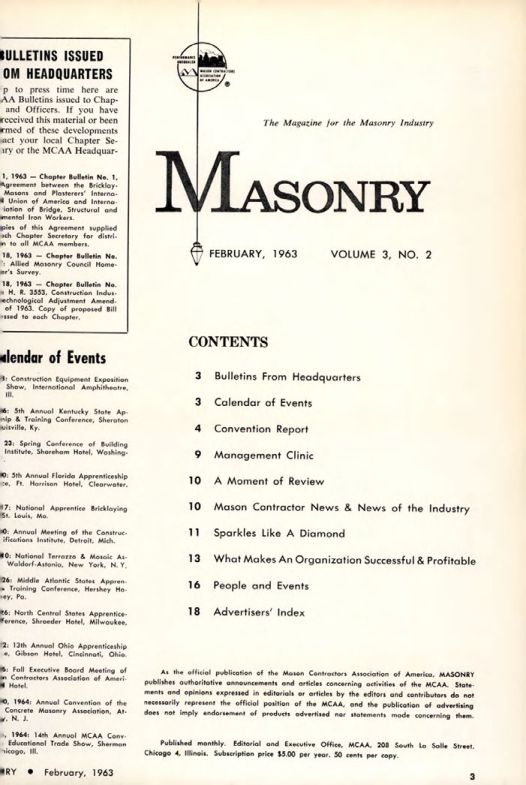 BULLETINS ISSUED
OM HEADQUARTERS
p to press time here are
AA Bulletins issued to Chap-
and Officers. If you have
received this material or been
rmed of these developments
act your local Chapter Se-
ary or the MCAA Headquar-
1, 1963 — Chapter Bulletin No. 1,
Agreement between the Bricklay-
Masons and Plasterers' Interna-
Union of America and Interna-
iation of Bridge, Structural and
mental Iron Workers.
pies of this Agreement supplied
ach Chapter Secretary for distri-
n to all MCAA members.
18, 1963 — Chapter Bulletin No.
: Allied Masonry Council Home-
er's Survey.
18, 1963 — Chapter Bulletin No.
H. R. 3553, Construction Indus-
echnological Adjustment Amend-
of 1963. Copy of proposed Bill
ssed to each Chapter.
alendar of Events
: Construction Equipment Exposition
Show, International Amphitheatre,
Ill.
6: 5th Annual Kentucky State Ap-
hip & Training Conference, Sheraton
uisville, Ky.
23: Spring Conference of Building
Institute, Shoreham Hotel, Washing-
0: 5th Annual Florida Apprenticeship
ce, Ft. Harrison Hotel, Clearwater,
17: National Apprentice Bricklaying
St. Louis, Mo.
0: Annual Meeting of the Construc-
ifications Institute, Detroit, Mich.
0: National Terrazzo & Mosaic As-
Waldorf-Astoria, New York, N. Y.
26: Middle Atlantic States Appren-
Training Conference, Hershey Ho-
ey, Pa.
26: North Central States Apprentice-
ference, Shroeder Hotel, Milwaukee,
2: 13th Annual Ohio Apprenticeship
e, Gibson Hotel, Cincinnati, Ohio.
: Fall Executive Board Meeting of
n Contractors Association of Ameri-
Hotel.
0, 1964: Annual Convention of the
Concrete Masonry Association, At-
, N. J.
, 1964: 14th Annual MCAA Conv-
Educational Trade Show, Sherman
hicago, Ill.
RY • February, 1963
MASON CONTRACTORS
ASSOCIATION
OF AMERICA
®
The Magazine for the Masonry Industry
MASONRY
FEBRUARY, 1963 VOLUME 3, NO. 2
CONTENTS
3 Bulletins From Headquarters
3 Calendar of Events
4 Convention Report
9 Management Clinic
10 A Moment of Review
10 Mason Contractor News & News of the Industry
11 Sparkles Like A Diamond
13 What Makes An Organization Successful & Profitable
16 People and Events
18 Advertisers' Index
As the official publication of the Mason Contractors Association of America, MASONRY
publishes authoritative announcements and articles concerning activities of the MCAA. State-
ments and opinions expressed in editorials or articles by the editors and contributors do not
necessarily represent the official position of the MCAA, and the publication of advertising
does not imply endorsement of products advertised nor statements made concerning them.
Published monthly. Editorial and Executive Office, MCAA, 208 South La Salle Street,
Chicago 4, Illinois. Subscription price $5.00 per year. 50 cents per copy.
3